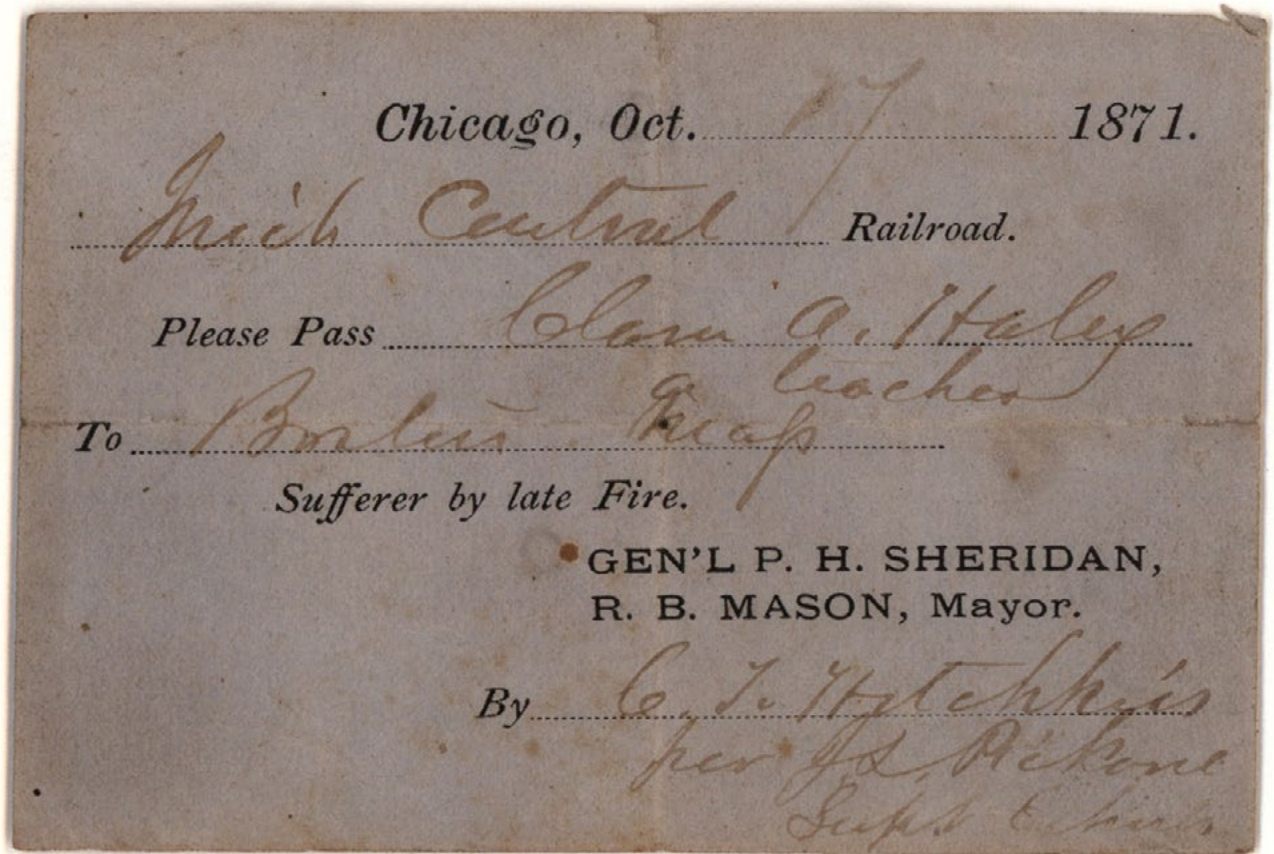 Chicago, Oct. 17 1871.
Mich Central Railroad.
Please Pass Clara A. Haley
a teacher
To Boston Mass
Sufferer by late Fire.
GEN'L P. H. SHERIDAN,
R. B. MASON, Mayor.
By C. T. Hotchkiss
per J S.
Supt